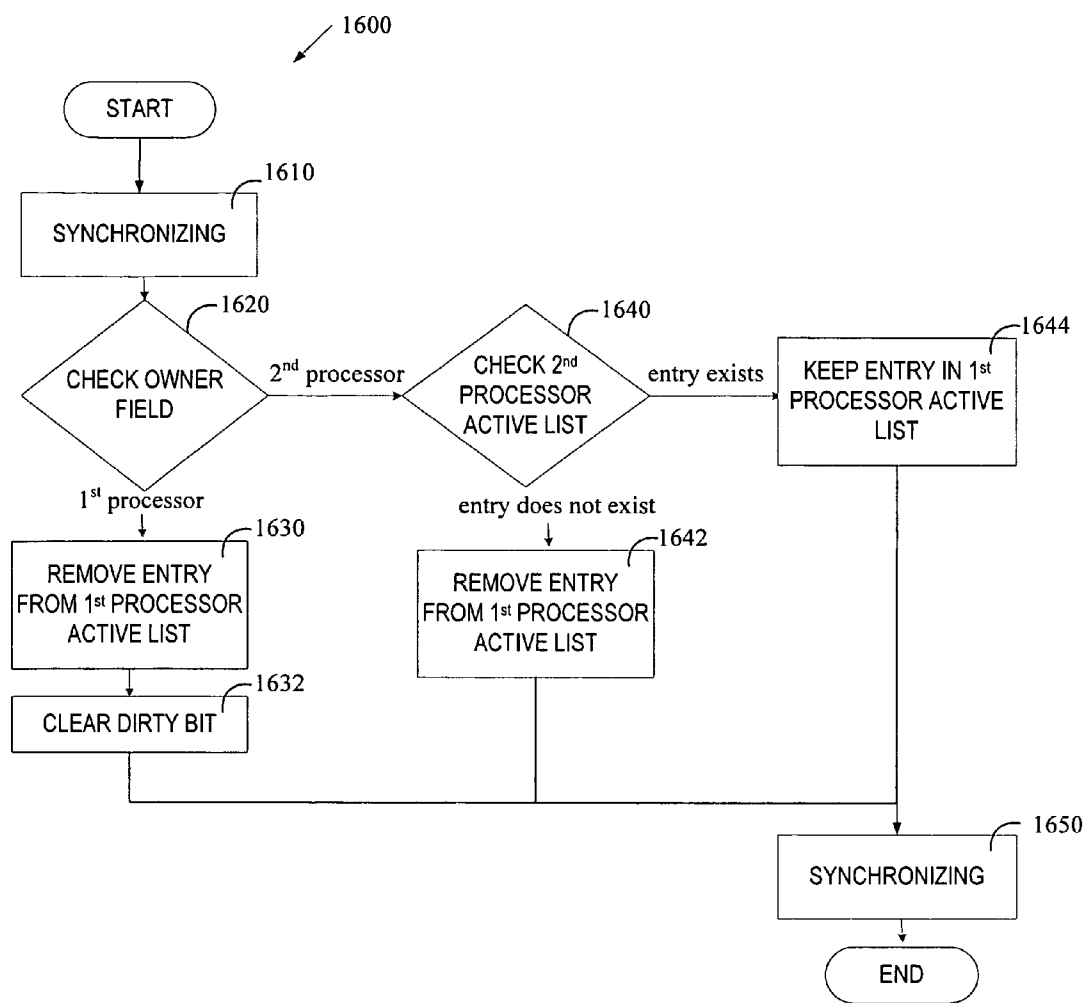 1600
START
1610
SYNCHRONIZING
1620
CHECK OWNER
FIELD
2nd processor
1640
CHECK 2nd
PROCESSOR
ACTIVE LIST
entry exists
1644
KEEP ENTRY IN 1st
PROCESSOR ACTIVE
LIST
1st processor
entry does not exist
1630
REMOVE ENTRY
FROM 1st PROCESSOR
ACTIVE LIST
1642
REMOVE ENTRY
FROM 1st PROCESSOR
ACTIVE LIST
1632
CLEAR DIRTY BIT
1650
SYNCHRONIZING
END